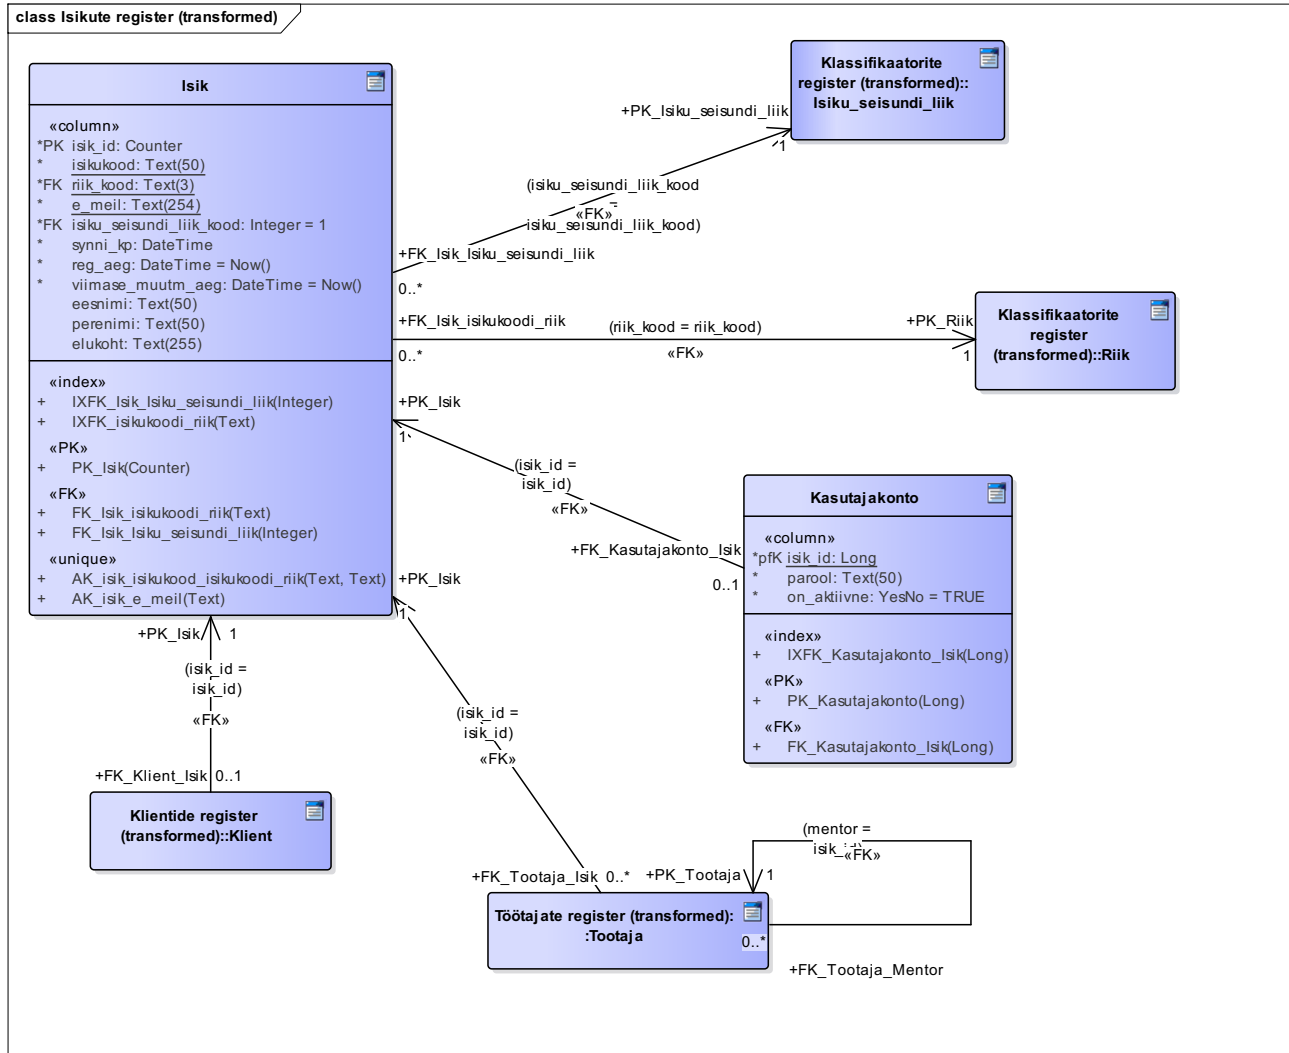 class Isikute register (transformed)
Isik
«column»
*PK isik_id: Counter
* isikukood: Text(50)
*FK riik_kood: Text(3)
* e_meil: Text(254)
*FK isiku_seisundi_liik_kood: Integer = 1
* synni_kp: DateTime
* reg_aeg: DateTime = Now()
* viimase_muutm_aeg: DateTime = Now()
eesnimi: Text(50)
perenimi: Text(50)
elukoht: Text(255)
«index»
+ IXFK_Isik_Isiku_seisundi_liik(Integer)
+ IXFK_isikukoodi_riik(Text)
«PK»
+ PK_Isik(Counter)
«FK»
+ FK_Isik_isikukoodi_riik(Text)
+ FK_Isik_Isiku_seisundi_liik(Integer)
«unique»
+ AK_isik_isikukood_isikukoodi_riik(Text, Text)
+ AK_isik_e_meil(Text)
Klassifikaatorite
register (transformed)::
Isiku_seisundi_liik
+PK_Isiku_seisundi_liik
1
(isiku_seisundi_liik_kood
=
«FK»
isiku_seisundi_liik_kood)
+FK_Isik_Isiku_seisundi_liik
0..*
+FK_Isik_isikukoodi_riik
0..*
(riik_kood = riik_kood)
«FK»
+PK_Riik
1
Klassifikaatorite
register
(transformed)::Riik
+PK_Isik
1
(isik_id =
isik_id)
«FK»
+FK_Kasutajakonto_Isik
0..1
Kasutajakonto
«column»
*pfK isik_id: Long
* parool: Text(50)
* on_aktiivne: YesNo = TRUE
«index»
+ IXFK_Kasutajakonto_Isik(Long)
«PK»
+ PK_Kasutajakonto(Long)
«FK»
+ FK_Kasutajakonto_Isik(Long)
+PK_Isik
1
(isik_id =
isik_id)
«FK»
+FK_Tootaja_Isik 0..*
+PK_Isik 1
(isik_id =
isik_id)
«FK»
+FK_Klient_Isik 0..1
Klientide register
(transformed)::Klient
(mentor =
isik_id)
«FK»
+PK_Tootaja 1
Töötajate register (transformed):
:Tootaja
0..*
+FK_Tootaja_Mentor